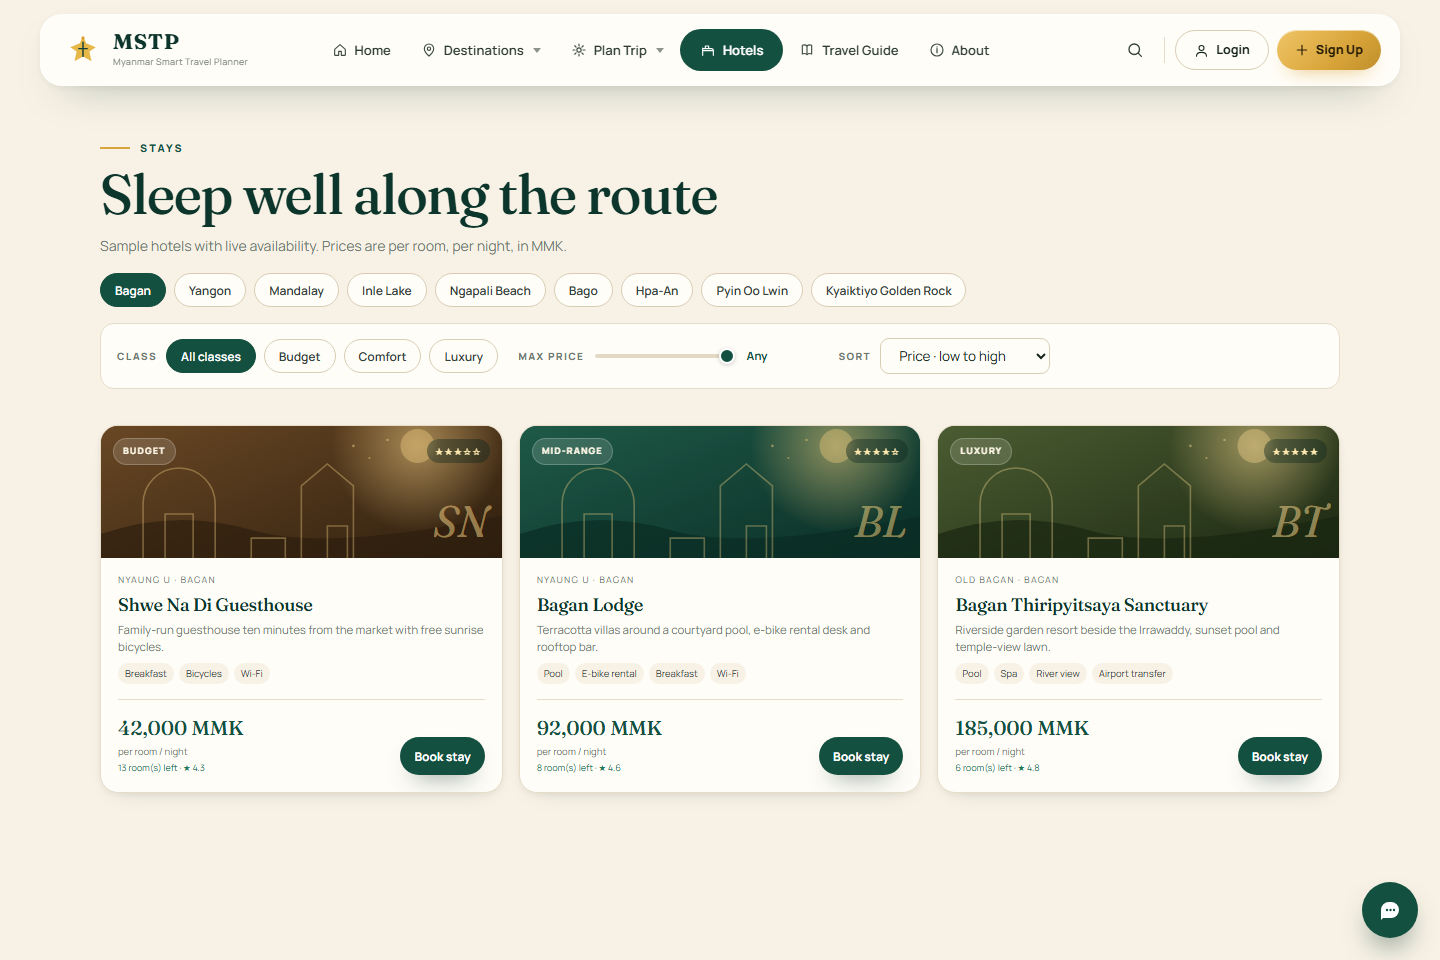 MSTP
Myanmar Smart Travel Planner
Home
Destinations
Plan Trip
Hotels
Travel Guide
About
Login
Sign Up
STAYS
Sleep well along the route
Sample hotels with live availability. Prices are per room, per night, in MMK.
Bagan
Yangon
Mandalay
Inle Lake
Ngapali Beach
Bago
Hpa-An
Pyin Oo Lwin
Kyaiktiyo Golden Rock
CLASS
All classes
Budget
Comfort
Luxury
MAX PRICE
Any
SORT
Price · low to high
BUDGET
★★★☆☆
SN
NYAUNG U · BAGAN
Shwe Na Di Guesthouse
Family-run guesthouse ten minutes from the market with free sunrise
bicycles.
Breakfast
Bicycles
Wi-Fi
42,000 MMK
per room / night
13 room(s) left · ★ 4.3
Book stay
MID-RANGE
★★★★☆
BL
NYAUNG U · BAGAN
Bagan Lodge
Terracotta villas around a courtyard pool, e-bike rental desk and
rooftop bar.
Pool
E-bike rental
Breakfast
Wi-Fi
92,000 MMK
per room / night
8 room(s) left · ★ 4.6
Book stay
LUXURY
★★★★★
BT
OLD BAGAN · BAGAN
Bagan Thiripyitsaya Sanctuary
Riverside garden resort beside the Irrawaddy, sunset pool and
temple-view lawn.
Pool
Spa
River view
Airport transfer
185,000 MMK
per room / night
6 room(s) left · ★ 4.8
Book stay